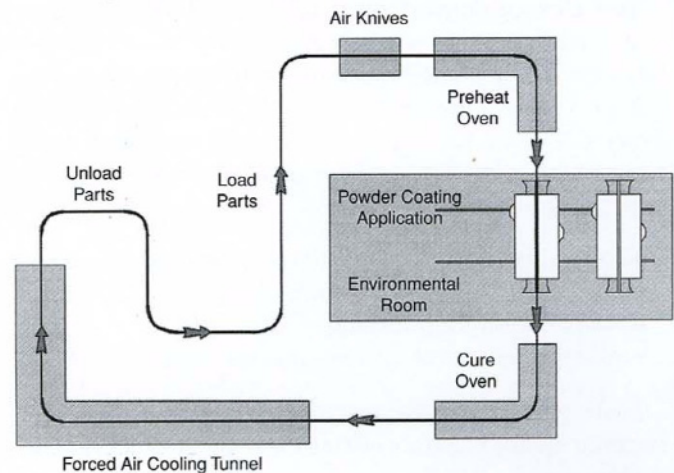 Air Knives
Preheat
Oven
Unload
Parts
Load
Parts
Powder Coating
Application
Environmental
Room
Cure
Oven
Forced Air Cooling Tunnel